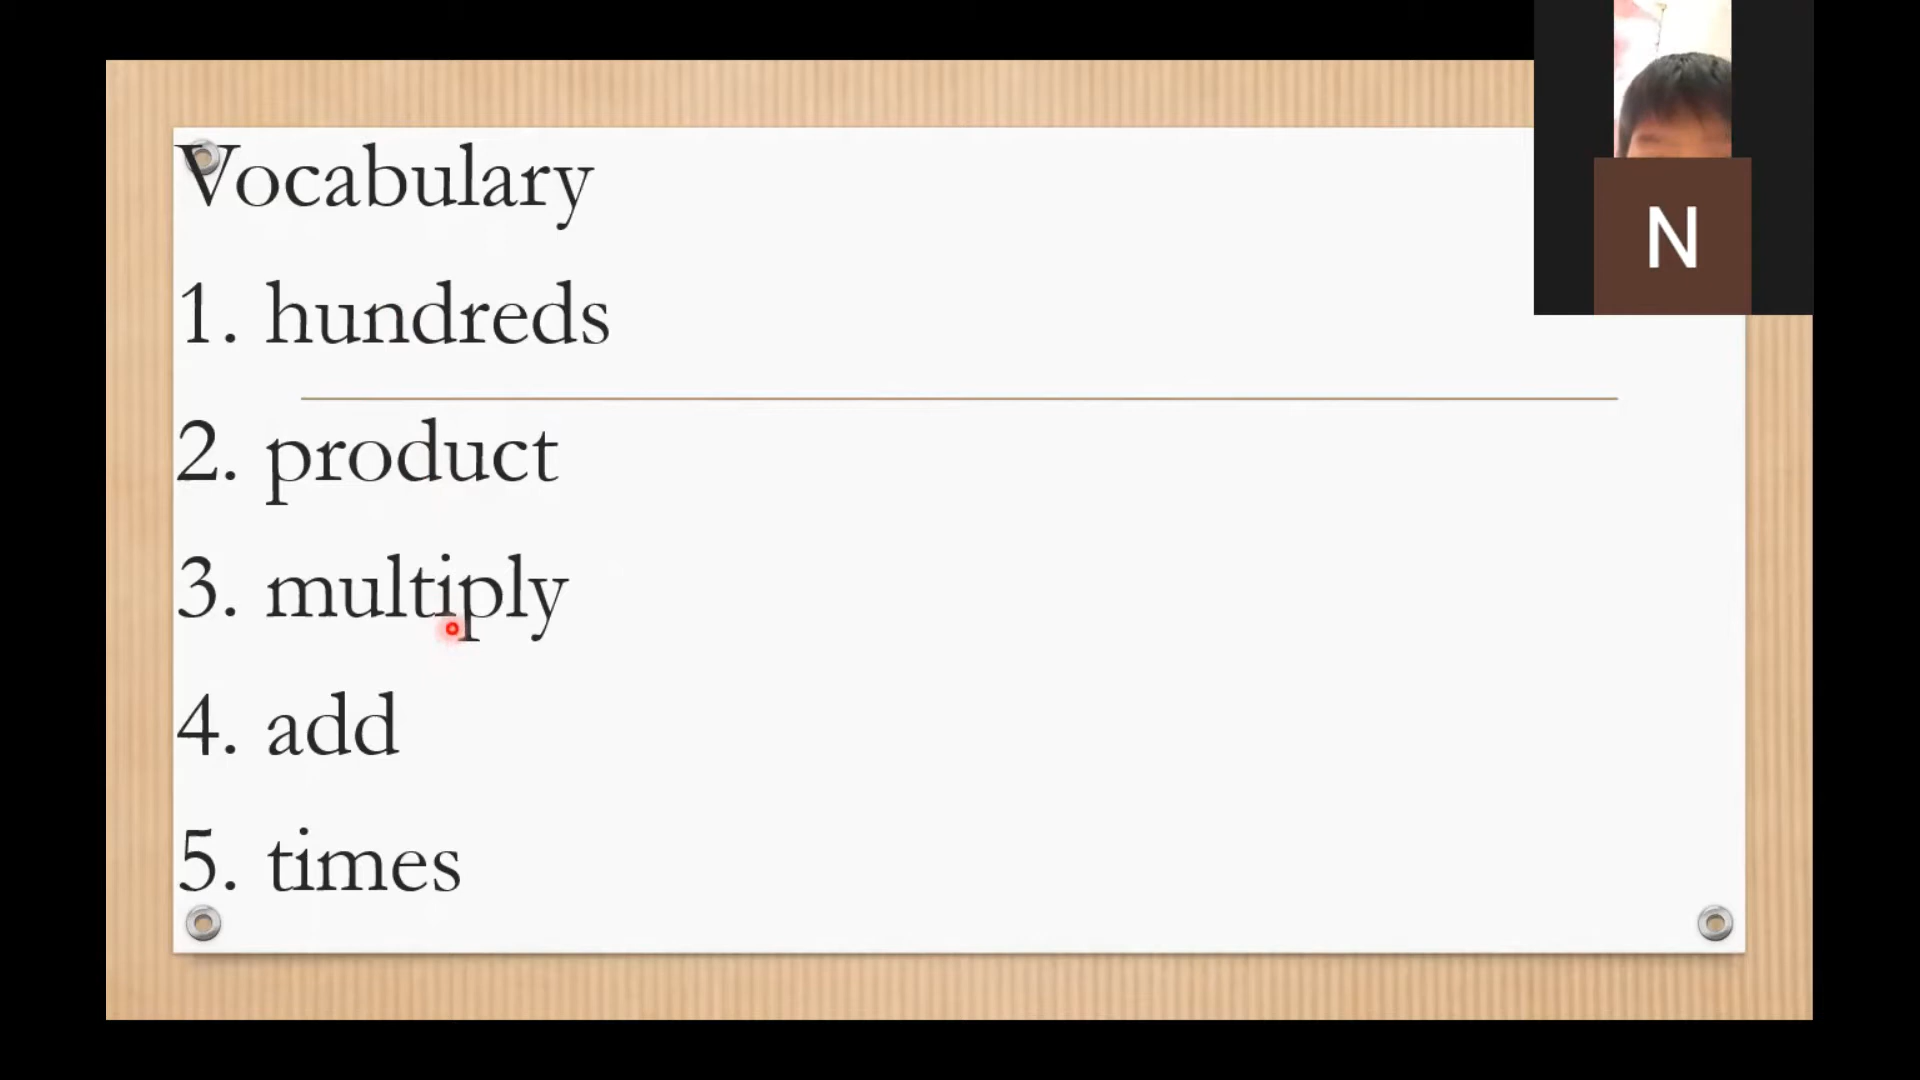 Vocabulary
1. hundreds
2. product
3. multiply
4. add
5. times
N